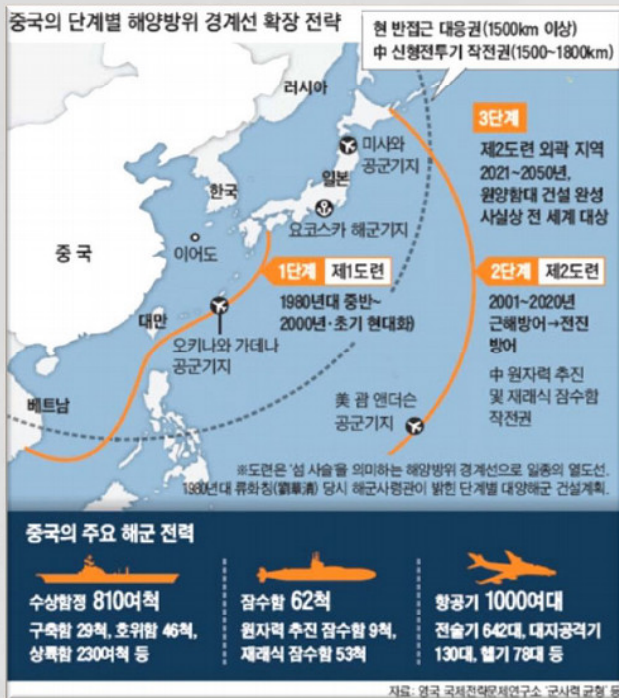 중국의 단계별 해양방위 경계선 확장 전략
현 반접근 대응권(1500km 이상)
中 신형전투기 작전권(1500~1800km)
러시아
미사와
공군기지
일본
한국
요코스카 해군기지
중국
이어도
3단계
제2도련 외곽 지역
2021~2050년,
원양함대 건설 완성
사실상 전 세계 대상
1단계 제1도련
1980년대 중반~
2000년·초기 현대화)
2단계 제2도련
2001~2020년
근해방어→전진
방어
中 원자력 추진
및 재래식 잠수함
작전권
대만
오키나와 가데나
공군기지
베트남
美 괌 앤더슨
공군기지
※도련은 '섬 사슬'을 의미하는 해양방위 경계선으로 일종의 열도선.
1980년대 류화칭(劉華淸) 당시 해군사령관이 밝힌 단계별 대양해군 건설계획.
중국의 주요 해군 전력
수상함정 810여척
구축함 29척, 호위함 46척,
상륙함 230여척 등
잠수함 62척
원자력 추진 잠수함 9척,
재래식 잠수함 53척
항공기 1000여대
전술기 642대, 대지공격기
130대, 헬기 78대 등
자료: 영국 국제전략문제연구소 '군사력 균형' 등